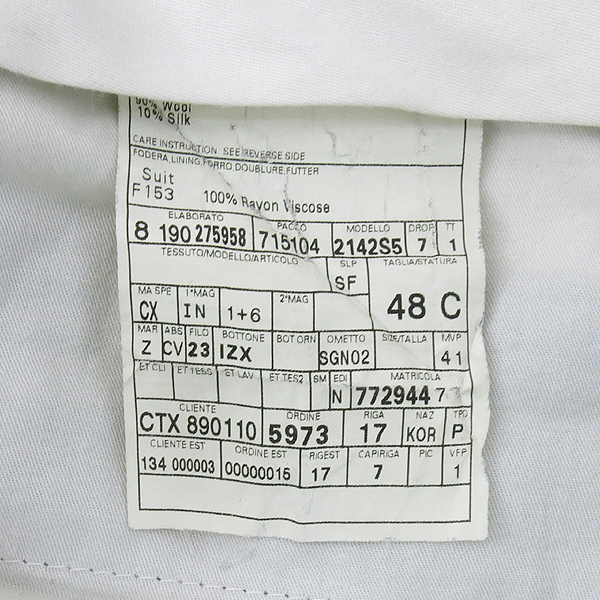 90% Wool
10% Silk
CARE INSTRUCTION SEE REVERSE SIDE
FODERA,LINING,FORRO,DOUBLURE,FUTTER
Suit
F153 100% Rayon Viscose
ELABORATO PACCO MODELLO DROP TT
8 190 275958 715104 2142S5 7 1
TESSUTO/MODELLO/ARTICOLO SLP TAGLIA/STATURA
SF 48 C
MA SPE 1*MAG 2*MAG
CX IN 1+6
MAR ABS FILO BOTTONE BOT ORN OMETTO SIZE/TALLA MVP
Z CV 23 IZX SGN02 41
ET CLI ET TESS ET LAV ET TES2 SM EDI MATRICOLA
N 772944 7
CLIENTE ORDINE RIGA NAZ TPO
CTX 890110 5973 17 KOR P
CLIENTE EST ORDINE EST RIGEST CAPIRIGA PIC VFP
134 000003 00000016 17 7 1